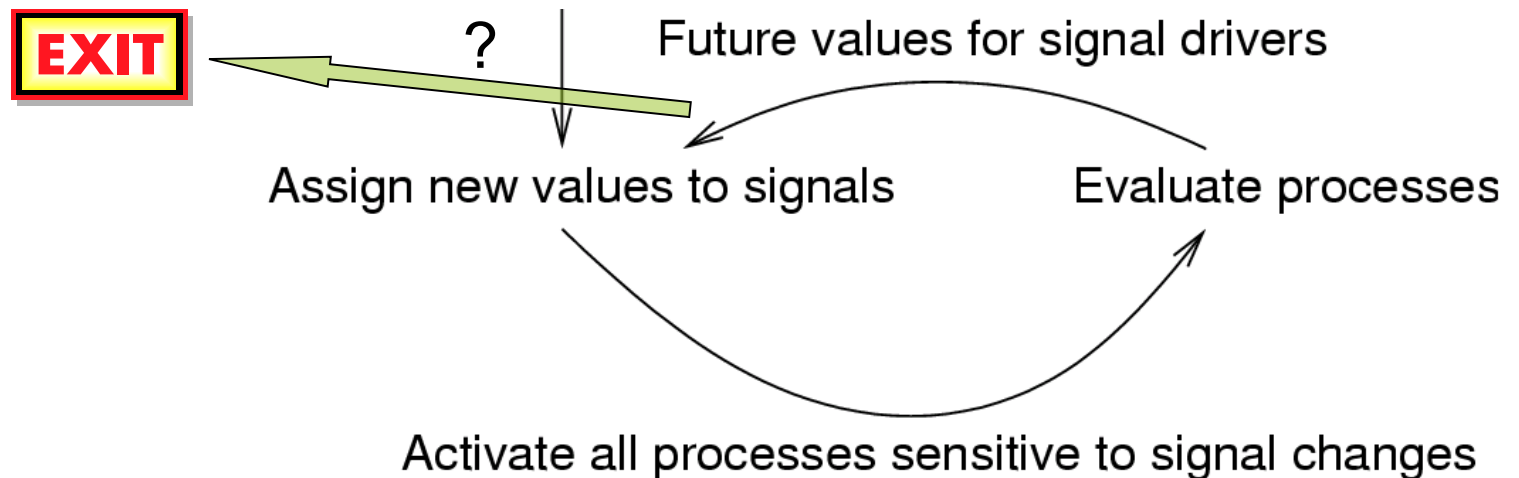 EXIT
?
Future values for signal drivers
Assign new values to signals
Evaluate processes
Activate all processes sensitive to signal changes